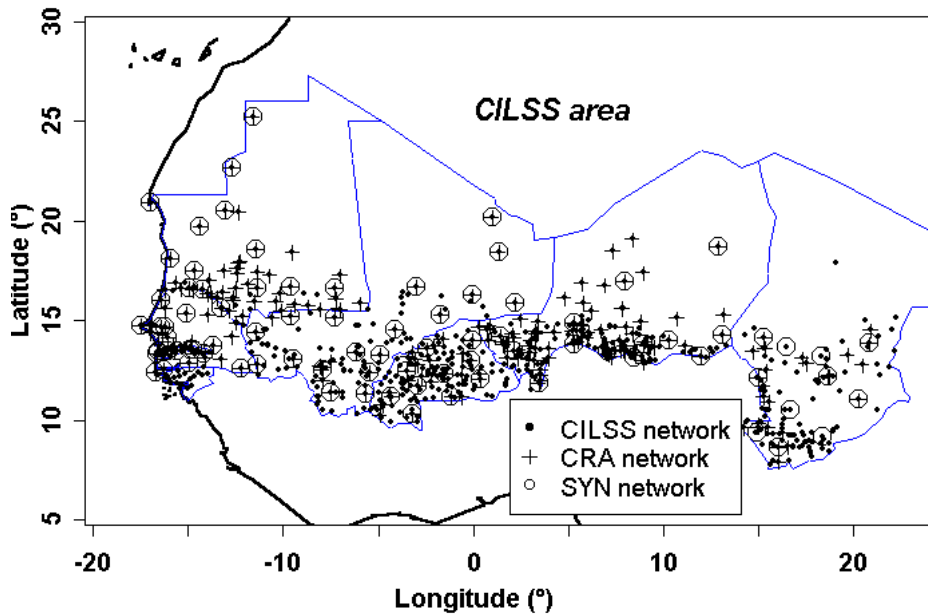 30
25
20
15
10
5
Latitude (°)
CILSS area
CILSS network
CRA network
SYN network
-20 -10 0 10 20
Longitude (°)